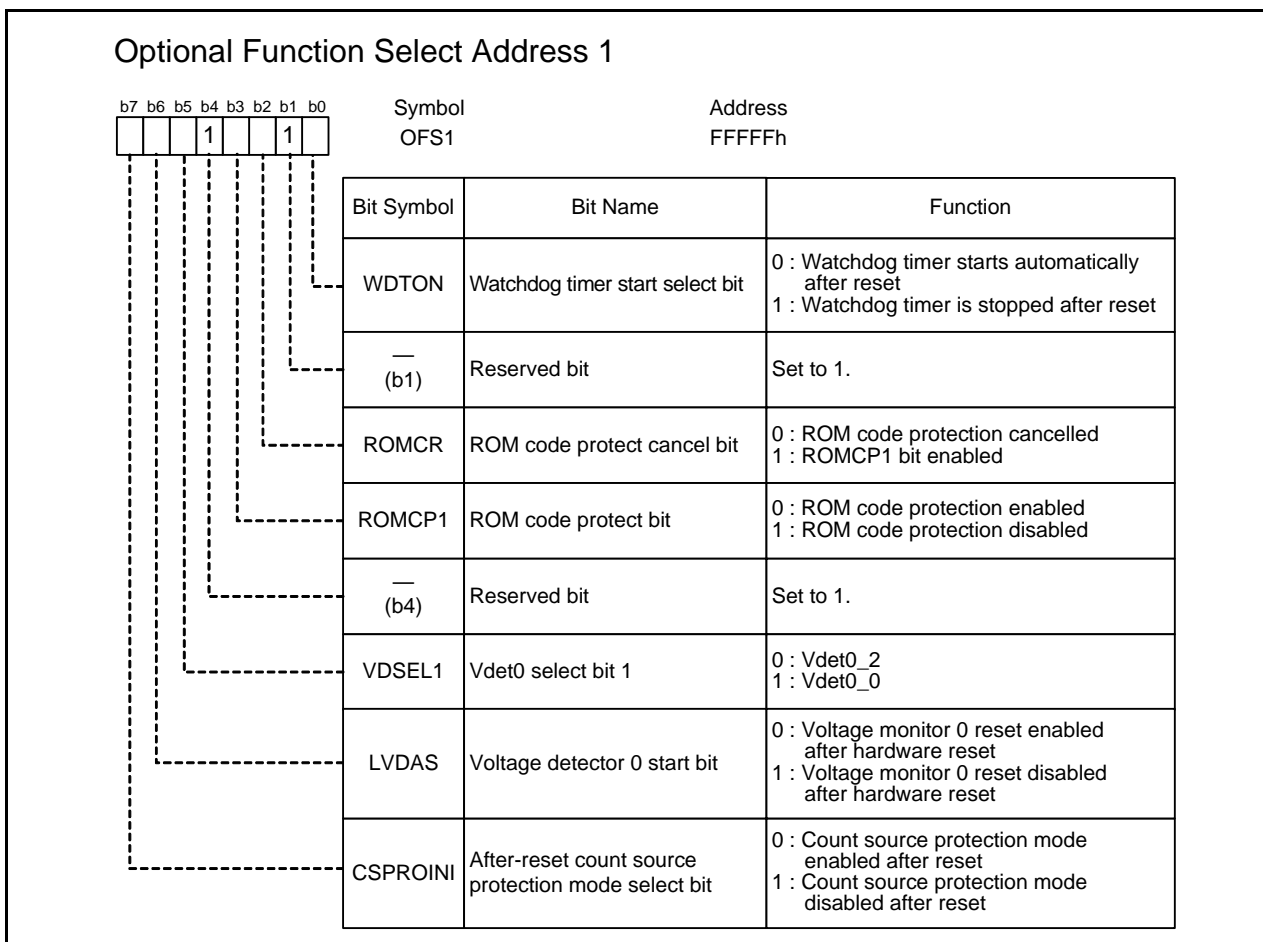 Optional Function Select Address 1
b7 b6 b5 b4 b3 b2 b1 b0
1 1
Symbol
OFS1
Address
FFFFFh
Bit Symbol
Bit Name
Function
WDTON
Watchdog timer start select bit
0 : Watchdog timer starts automatically
after reset
1 : Watchdog timer is stopped after reset
—
(b1)
Reserved bit
Set to 1.
ROMCR
ROM code protect cancel bit
0 : ROM code protection cancelled
1 : ROMCP1 bit enabled
ROMCP1
ROM code protect bit
0 : ROM code protection enabled
1 : ROM code protection disabled
—
(b4)
Reserved bit
Set to 1.
VDSEL1
Vdet0 select bit 1
0 : Vdet0_2
1 : Vdet0_0
LVDAS
Voltage detector 0 start bit
0 : Voltage monitor 0 reset enabled
after hardware reset
1 : Voltage monitor 0 reset disabled
after hardware reset
CSPROINI
After-reset count source
protection mode select bit
0 : Count source protection mode
enabled after reset
1 : Count source protection mode
disabled after reset